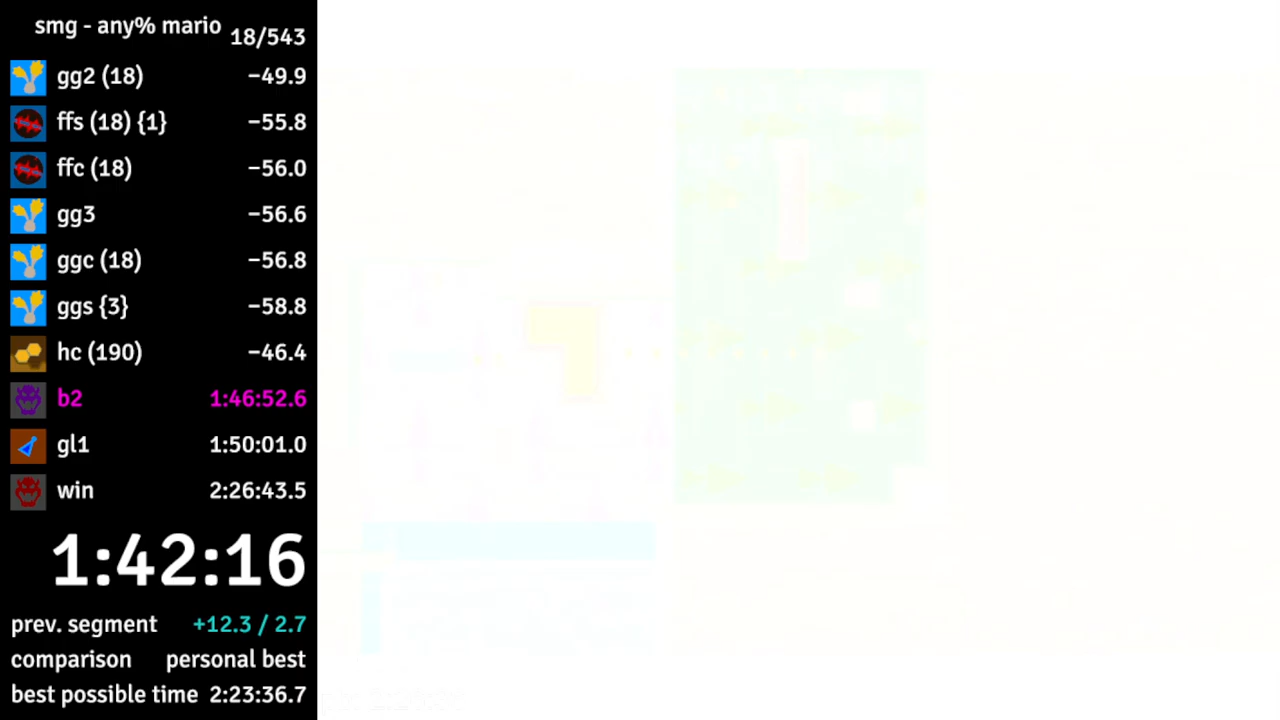 smg - any% mario 18/543
gg2 (18) −49.9
ffs (18) {1} −55.8
ffc (18) −56.0
gg3 −56.6
ggc (18) −56.8
ggs {3} −58.8
hc (190) −46.4
b2 1:46:52.6
gl1 1:50:01.0
win 2:26:43.5
1:42:16
prev. segment +12.3 / 2.7
comparison personal best
best possible time 2:23:36.7